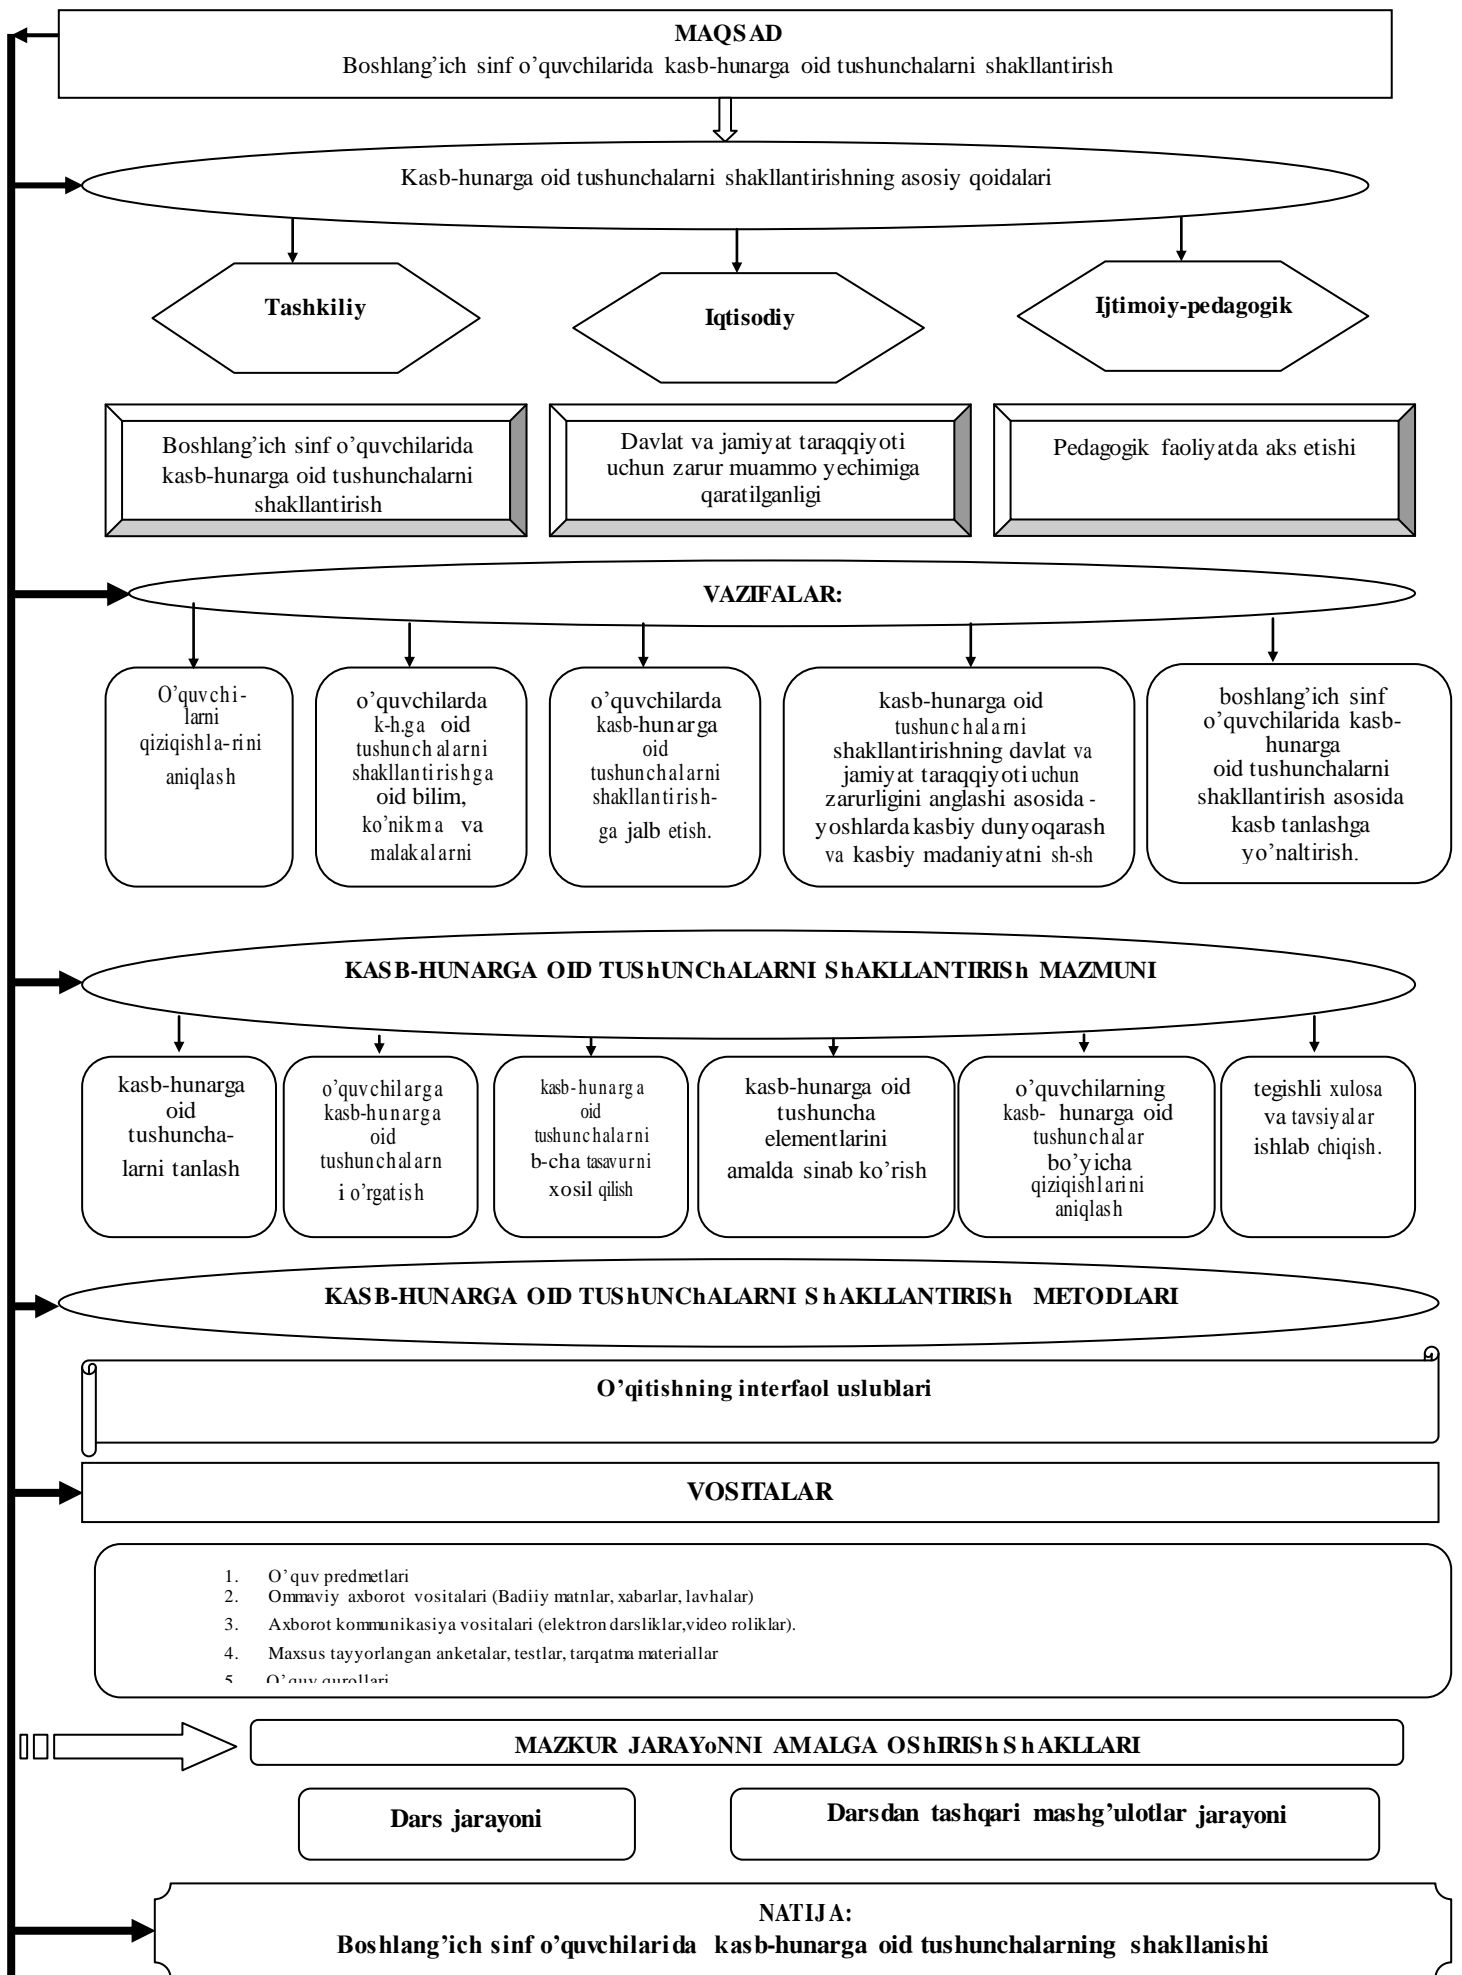 MAQSAD
Boshlang’ich sinf o’quvchilarida kasb-hunarga oid tushunchalarni shakllantirish
Kasb-hunarga oid tushunchalarni shakllantirishning asosiy qoidalari
Tashkiliy
Iqtisodiy
Ijtimoiy-pedagogik
Boshlang’ich sinf o’quvchilarida
kasb-hunarga oid tushunchalarni
shakllantirish
Davlat va jamiyat taraqqiyoti
uchun zarur muammo yechimiga
qaratilganligi
Pedagogik faoliyatda aks etishi
VAZIFALAR:
O’quvchi-
larni
qiziqishla-rini
aniqlash
o’quvchilarda
k-h.ga oid
tushunchalarni
shakllantirishga
oid bilim,
ko’nikma va
malakalarni
o’quvchilarda
kasb-hunarga
oid
tushunchalarni
shakllantirish-
ga jalb etish.
kasb-hunarga oid
tushunchalarni
shakllantirishning davlat va
jamiyat taraqqiyoti uchun
zarurligini anglashi asosida -
yoshlarda kasbiy dunyoqarash
va kasbiy madaniyatni sh-sh
boshlang’ich sinf
o’quvchilarida kasb-
hunarga
oid tushunchalarni
shakllantirish asosida
kasb tanlashga
yo’naltirish.
KASB-HUNARGA OID TUShUNChALARNI ShAKLLANTIRISh MAZMUNI
kasb-hunarga
oid
tushuncha-
larni tanlash
o’quvchilarga
kasb-hunarga
oid
tushunchalarn
i o’rgatish
kasb-hunarga
oid
tushunchalarni
b-cha tasavurni
xosil qilish
kasb-hunarga oid
tushuncha
elementlarini
amalda sinab ko’rish
o’quvchilarning
kasb- hunarga oid
tushunchalar
bo’yicha
qiziqishlarini
aniqlash
tegishli xulosa
va tavsiyalar
ishlab chiqish.
KASB-HUNARGA OID TUShUNChALARNI ShAKLLANTIRISh METODLARI
O’qitishning interfaol uslublari
VOSITALAR
1. O’quv predmetlari
2. Ommaviy axborot vositalari (Badiiy matnlar, xabarlar, lavhalar)
3. Axborot kommunikasiya vositalari (elektron darsliklar,video roliklar).
4. Maxsus tayyorlangan anketalar, testlar, tarqatma materiallar
5. O’quv qurollari
MAZKUR JARAYoNNI AMALGA OShIRISh ShAKLLARI
Dars jarayoni
Darsdan tashqari mashg’ulotlar jarayoni
NATIJA:
Boshlang’ich sinf o’quvchilarida kasb-hunarga oid tushunchalarning shakllanishi